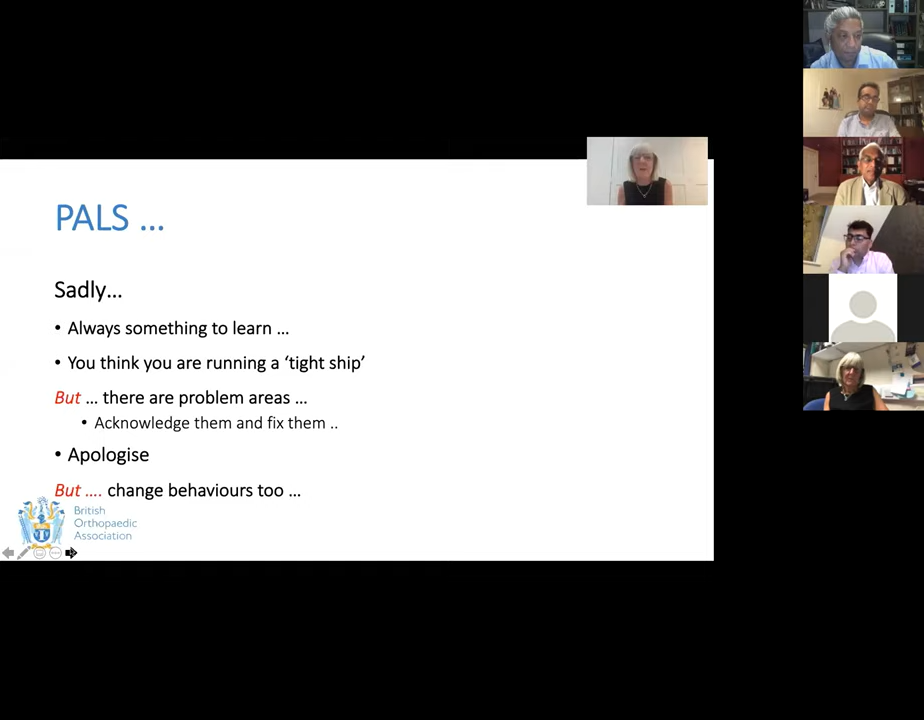 PALS ...
Sadly...
• Always something to learn ...
• You think you are running a ‘tight ship’
But ... there are problem areas ...
• Acknowledge them and fix them ..
• Apologise
But .... change behaviours too ...
British
Orthopaedic
Association